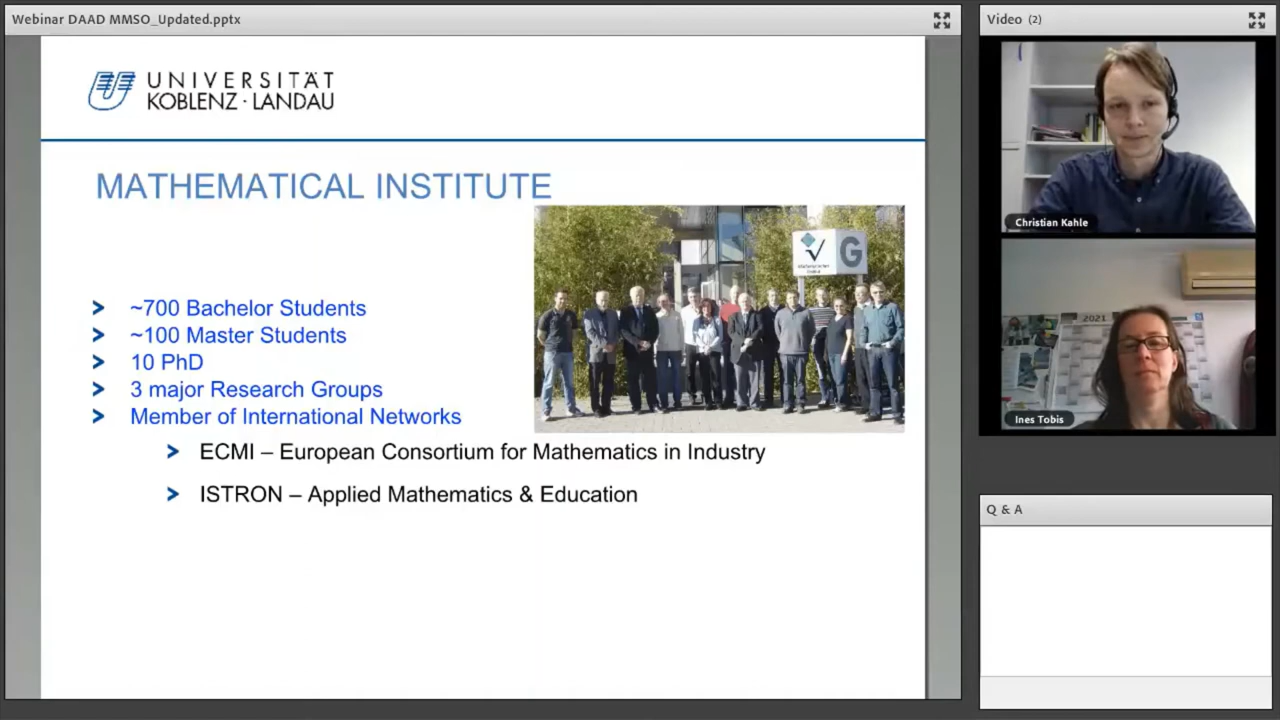 Webinar DAAD MMSO_Updated.pptx
UNIVERSITÄT
KOBLENZ · LANDAU
MATHEMATICAL INSTITUTE
G
~700 Bachelor Students
~100 Master Students
10 PhD
3 major Research Groups
Member of International Networks
ECMI – European Consortium for Mathematics in Industry
ISTRON – Applied Mathematics & Education
Video (2)
Christian Kahle
2021
Ines Tobis
Q & A